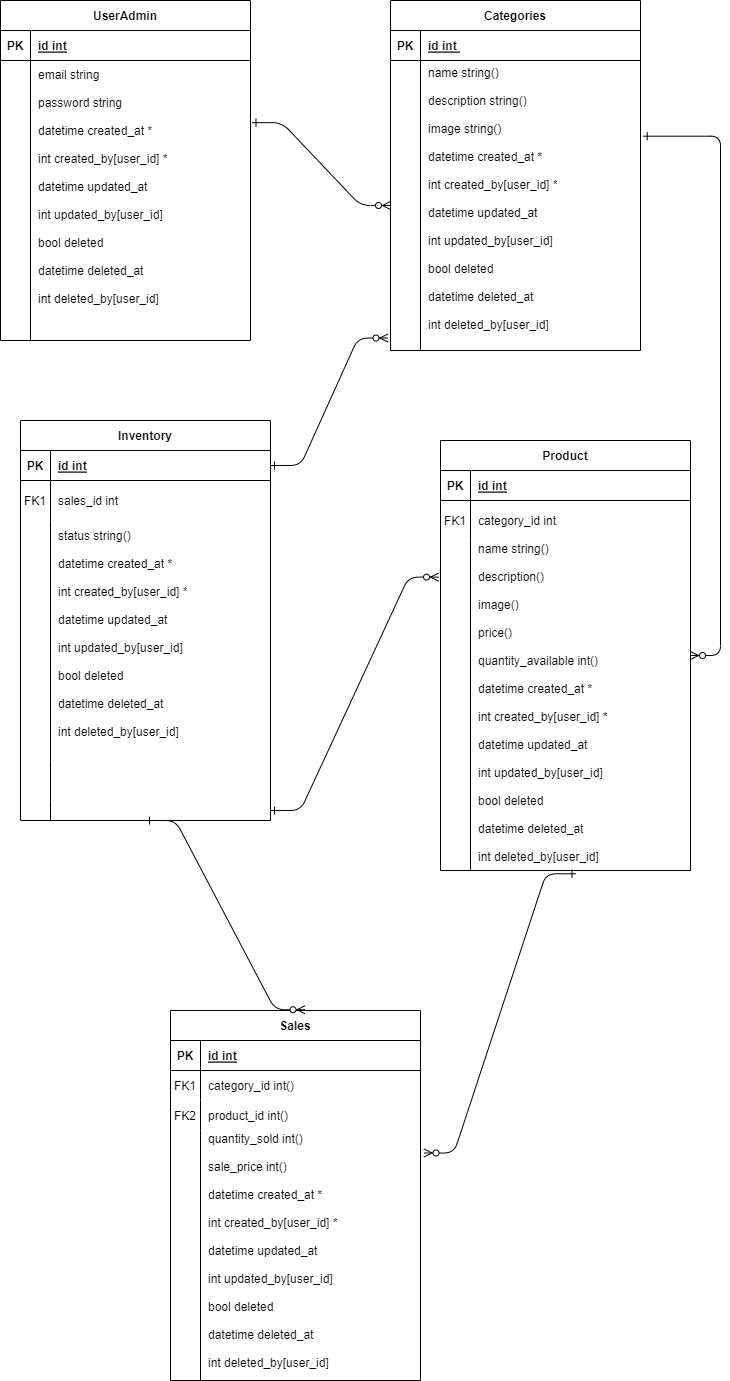 UserAdmin
PK id int
email string
password string
datetime created_at *
int created_by[user_id] *
datetime updated_at
int updated_by[user_id]
bool deleted
datetime deleted_at
int deleted_by[user_id]
Categories
PK id int
name string()
description string()
image string()
datetime created_at *
int created_by[user_id] *
datetime updated_at
int updated_by[user_id]
bool deleted
datetime deleted_at
int deleted_by[user_id]
Inventory
PK id int
FK1 sales_id int
status string()
datetime created_at *
int created_by[user_id] *
datetime updated_at
int updated_by[user_id]
bool deleted
datetime deleted_at
int deleted_by[user_id]
Product
PK id int
FK1 category_id int
name string()
description()
image()
price()
quantity_available int()
datetime created_at *
int created_by[user_id] *
datetime updated_at
int updated_by[user_id]
bool deleted
datetime deleted_at
int deleted_by[user_id]
Sales
PK id int
FK1 category_id int()
FK2 product_id int()
quantity_sold int()
sale_price int()
datetime created_at *
int created_by[user_id] *
datetime updated_at
int updated_by[user_id]
bool deleted
datetime deleted_at
int deleted_by[user_id]